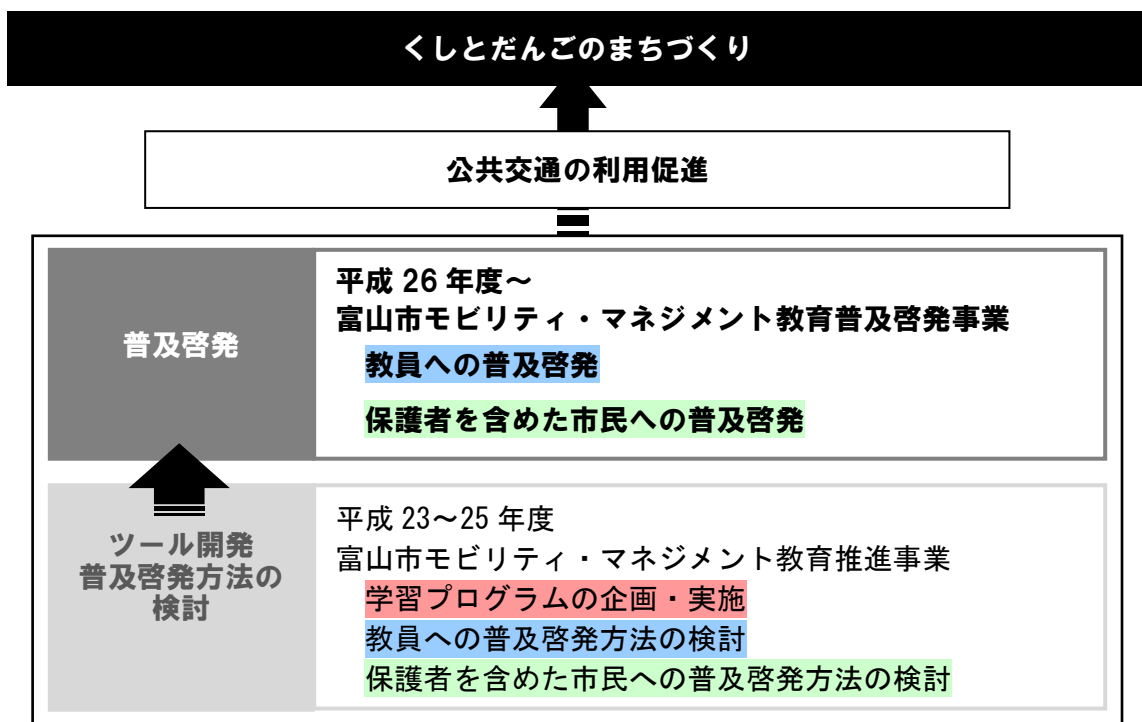 くしとだんごのまちづくり
公共交通の利用促進
普及啓発
平成 26 年度～
富山市モビリティ・マネジメント教育普及啓発事業
教員への普及啓発
保護者を含めた市民への普及啓発
ツール開発
普及啓発方法の
検討
平成 23～25 年度
富山市モビリティ・マネジメント教育推進事業
学習プログラムの企画・実施
教員への普及啓発方法の検討
保護者を含めた市民への普及啓発方法の検討